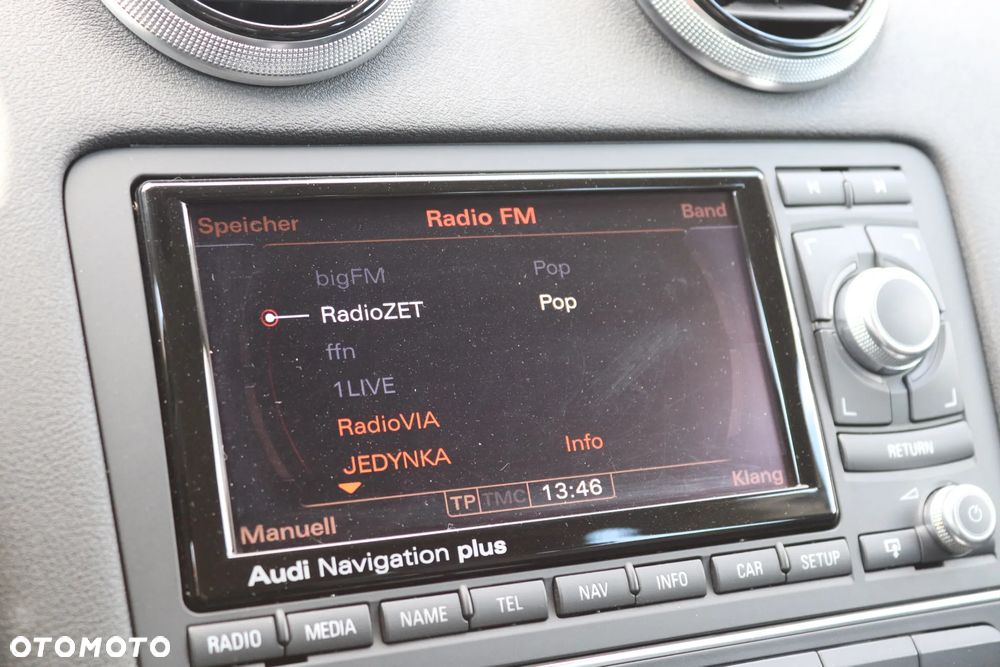 Speicher Radio FM Band
bigFM Pop
RadioZET Pop
ffn
1LIVE
RadioVIA
JEDYNKA Info
TP TMC 13:46 Klang
Manuell
Audi Navigation plus
RETURN
RADIO MEDIA NAME TEL NAV INFO CAR SETUP
OTOMOTO